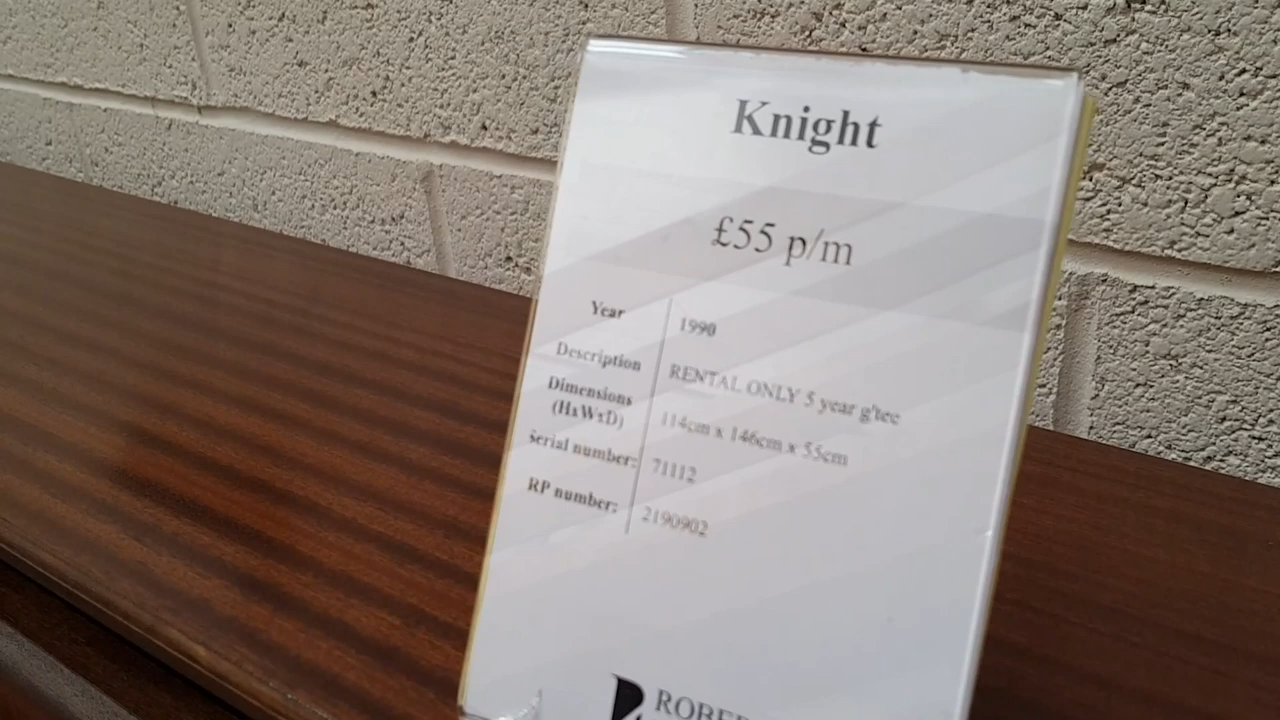 Knight
£55 p/m
Year 1990
Description RENTAL ONLY 5 year g'tee
Dimensions (HxWxD) 114cm x 146cm x 55cm
Serial number: 71112
RP number: 2190902